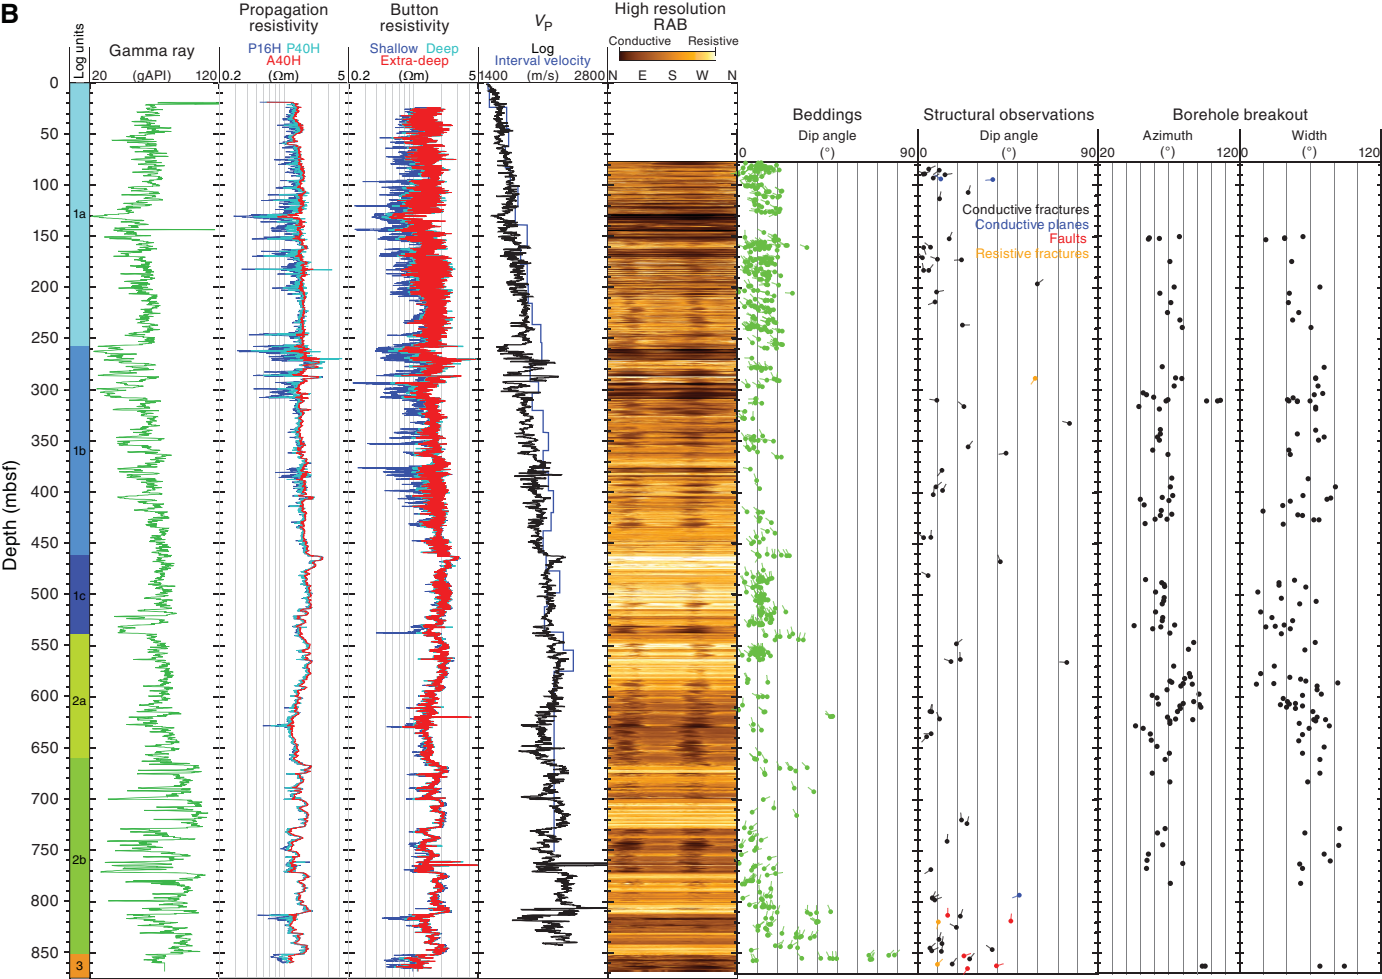 B
Log units
Gamma ray
20 (gAPI) 120
Propagation
resistivity
P16H P40H
A40H
0.2 (Ωm) 5
Button
resistivity
Shallow Deep
Extra-deep
0.2 (Ωm) 5
VP
Log
Interval velocity
1400 (m/s) 2800
High resolution
RAB
Conductive Resistive
N E S W N
Beddings
Dip angle
0 (°) 90
Structural observations
Dip angle
0 (°) 90
Borehole breakout
Azimuth
20 (°) 120
Width
0 (°) 120
Conductive fractures
Conductive planes
Faults
Resistive fractures
Depth (mbsf)
0
50
100
150
200
250
300
350
400
450
500
550
600
650
700
750
800
850
1a
1b
1c
2a
2b
3